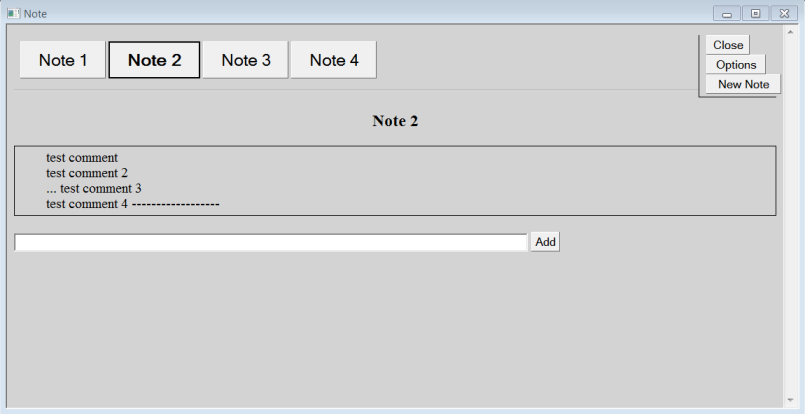 Note
Note 1 Note 2 Note 3 Note 4
Close
Options
New Note
Note 2
test comment
test comment 2
... test comment 3
test comment 4 ------------------
Add